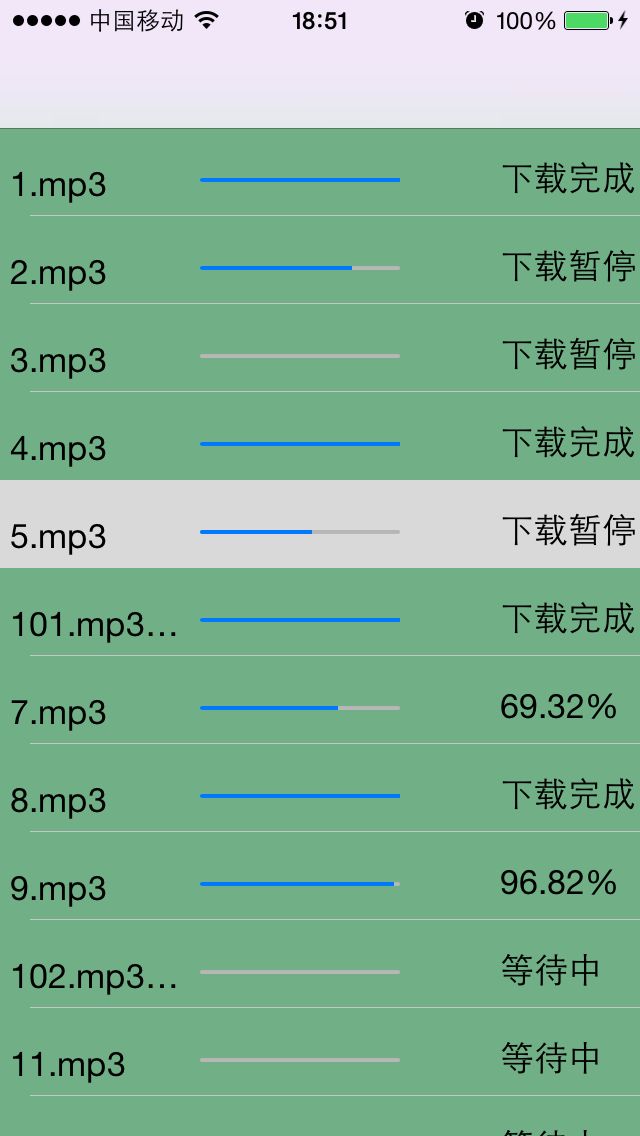 中国移动 18:51 100%
1.mp3 下载完成
2.mp3 下载暂停
3.mp3 下载暂停
4.mp3 下载完成
5.mp3 下载暂停
101.mp3... 下载完成
7.mp3 69.32%
8.mp3 下载完成
9.mp3 96.82%
102.mp3... 等待中
11.mp3 等待中